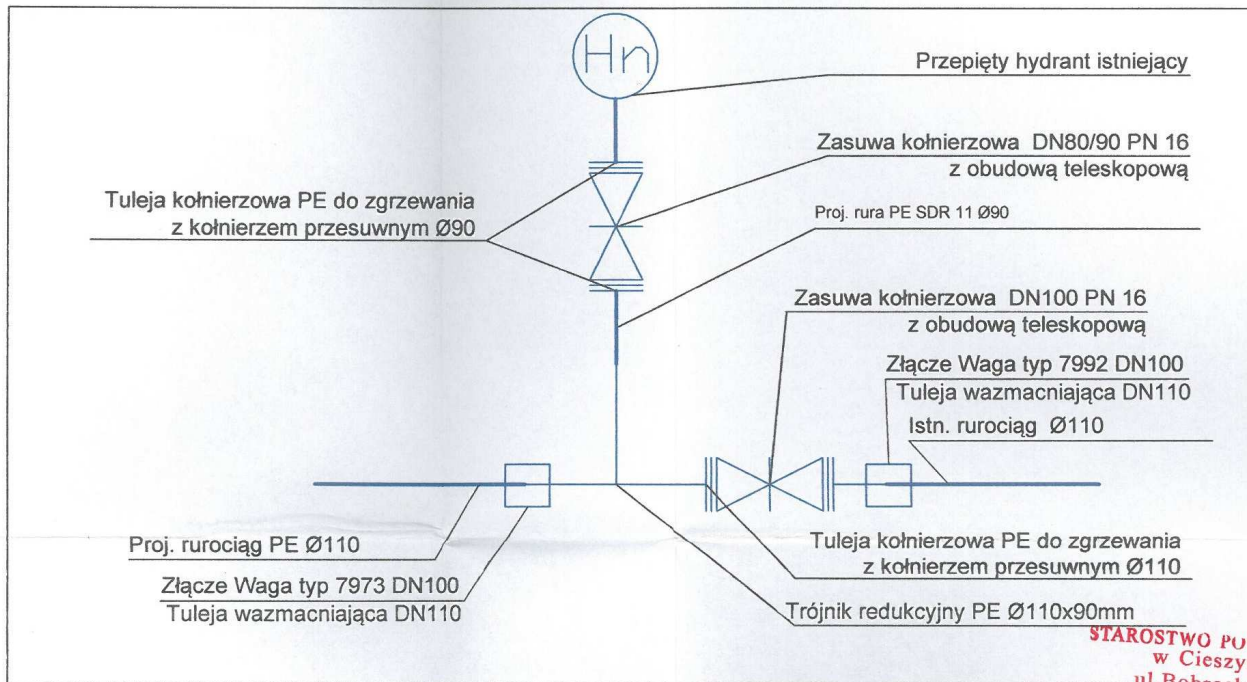 Hn
Przepięty hydrant istniejący
Zasuwa kołnierzowa DN80/90 PN 16
z obudową teleskopową
Tuleja kołnierzowa PE do zgrzewania
z kołnierzem przesuwnym Ø90
Proj. rura PE SDR 11 Ø90
Zasuwa kołnierzowa DN100 PN 16
z obudową teleskopową
Złącze Waga typ 7992 DN100
Tuleja wazmacniająca DN110
Istn. rurociąg Ø110
Proj. rurociąg PE Ø110
Złącze Waga typ 7973 DN100
Tuleja wazmacniająca DN110
Tuleja kołnierzowa PE do zgrzewania
z kołnierzem przesuwnym Ø110
Trójnik redukcyjny PE Ø110x90mm
STAROSTWO PO
w Cieszy